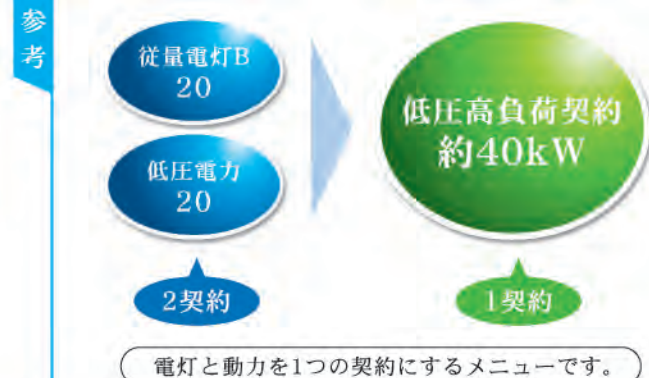 参考
従量電灯B
20
低圧電力
20
低圧高負荷契約
約40kW
2契約
1契約
電灯と動力を1つの契約にするメニューです。